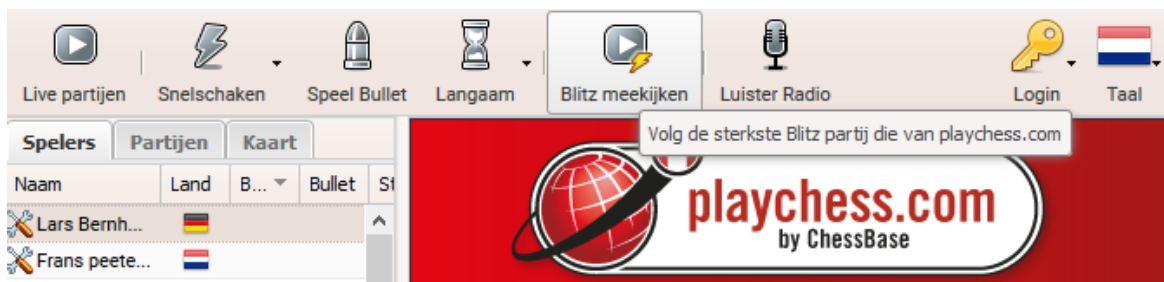 Live partijen Snelschaken Speel Bullet Langaam Blitz meekijken Luister Radio Login Taal
Volg de sterkste Blitz partij die van playchess.com
Spelers Partijen Kaart
Naam Land B... Bullet St
Lars Bernh...
Frans peete...
playchess.com
by ChessBase